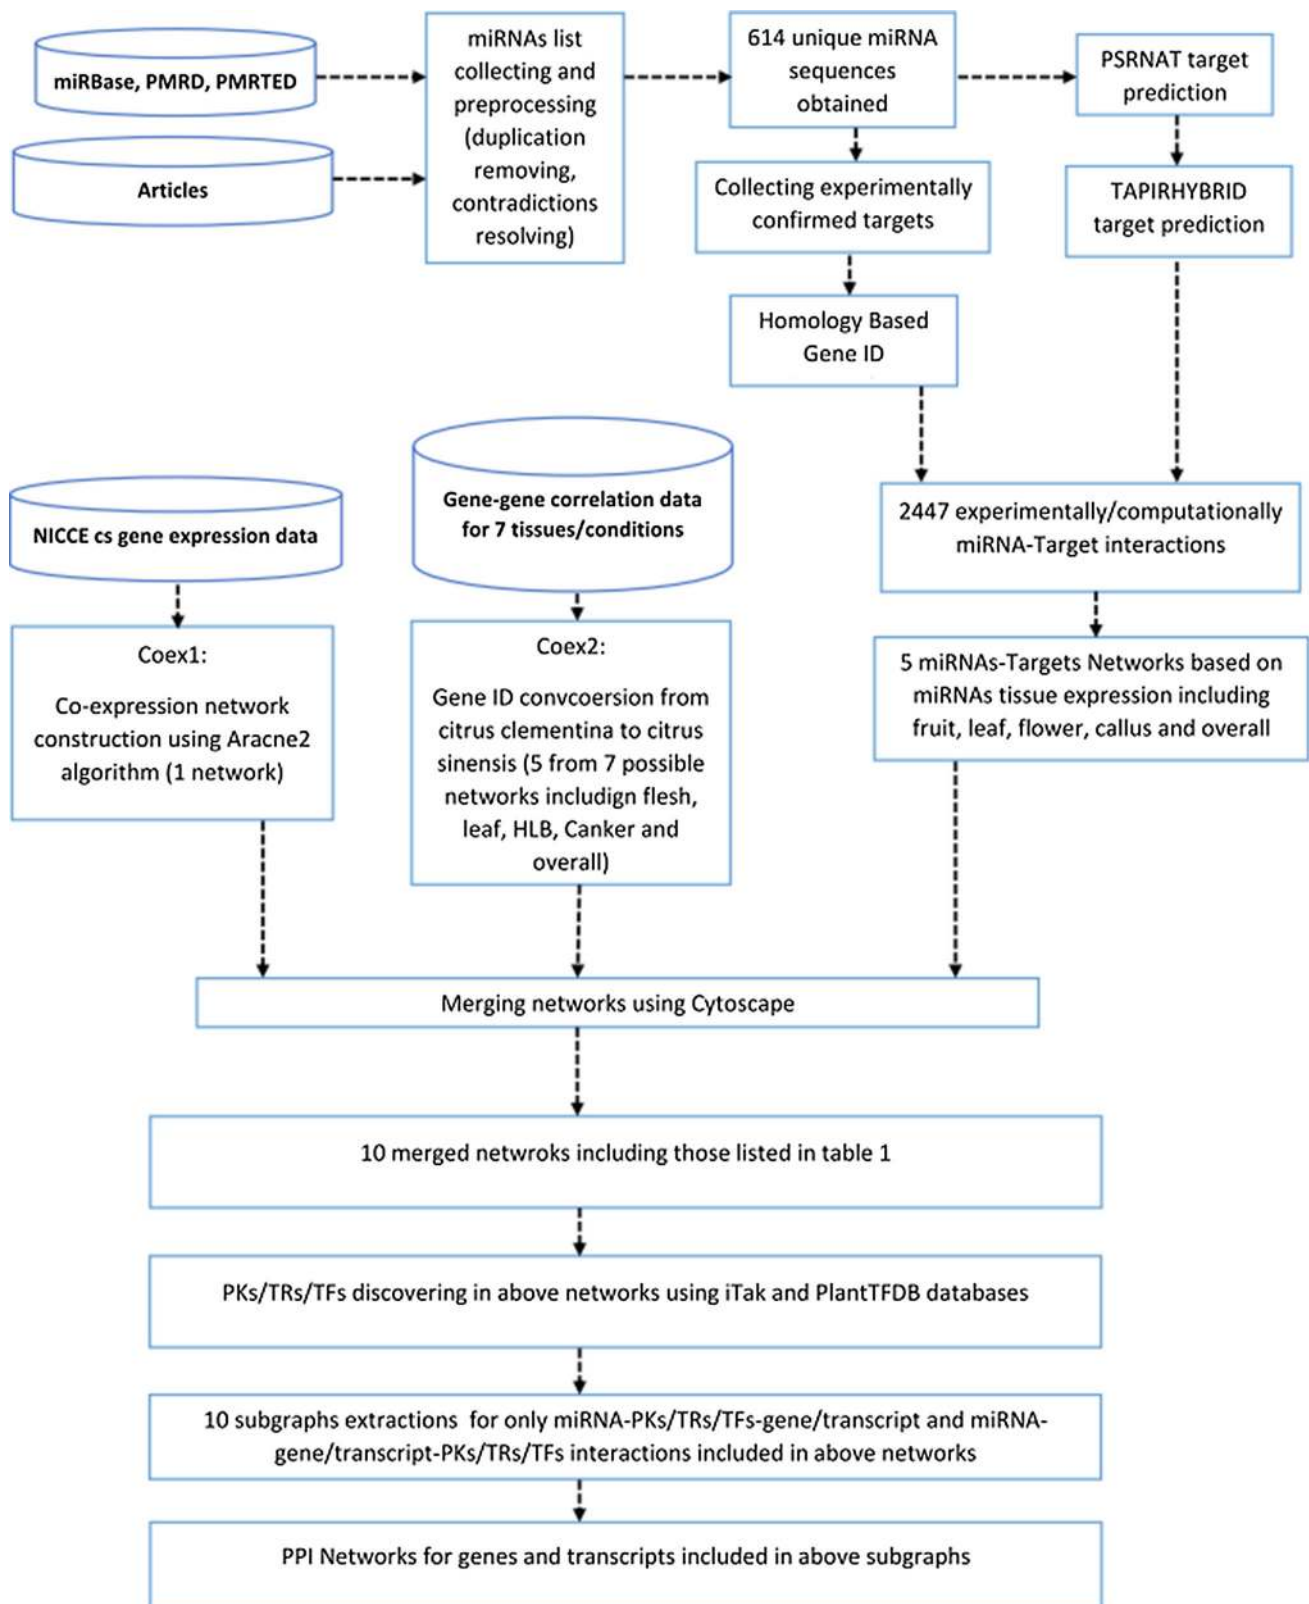 miRBase, PMRD, PMRTED
Articles
miRNAs list
collecting and
preprocessing
(duplication
removing,
contradictions
resolving)
614 unique miRNA
sequences
obtained
PSRNAT target
prediction
Collecting experimentally
confirmed targets
TAPIRHYBRID
target prediction
Homology Based
Gene ID
NICCE cs gene expression data
Gene-gene correlation data
for 7 tissues/conditions
2447 experimentally/computationally
miRNA-Target interactions
Coex1:
Co-expression network
construction using Aracne2
algorithm (1 network)
Coex2:
Gene ID convcoersion from
citrus clementina to citrus
sinensis (5 from 7 possible
networks includign flesh,
leaf, HLB, Canker and
overall)
5 miRNAs-Targets Networks based on
miRNAs tissue expression including
fruit, leaf, flower, callus and overall
Merging networks using Cytoscape
10 merged netwroks including those listed in table 1
PKs/TRs/TFs discovering in above networks using iTak and PlantTFDB databases
10 subgraphs extractions for only miRNA-PKs/TRs/TFs-gene/transcript and miRNA-
gene/transcript-PKs/TRs/TFs interactions included in above networks
PPI Networks for genes and transcripts included in above subgraphs